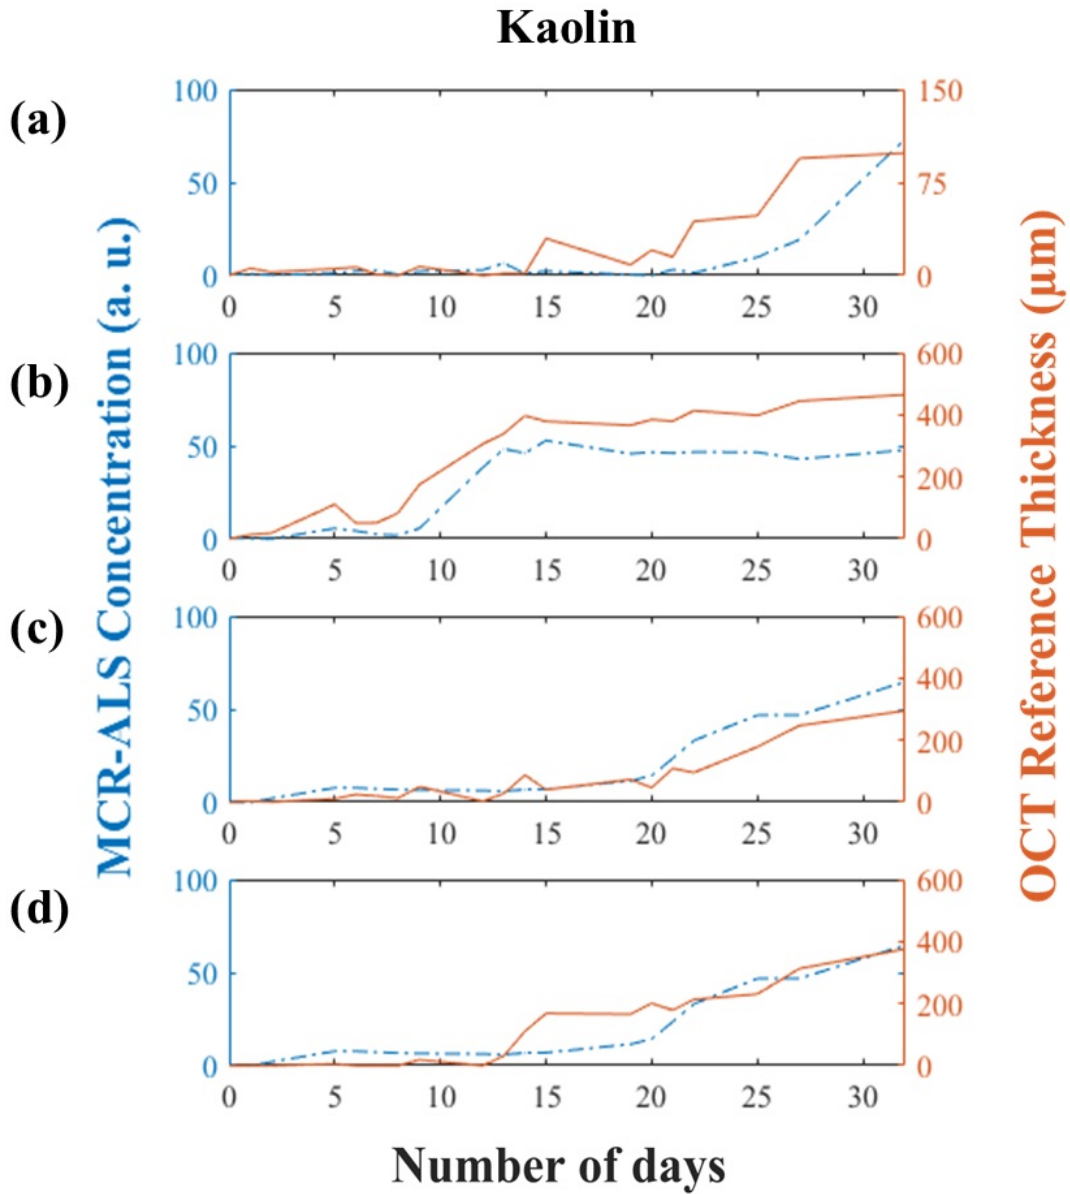 Kaolin
(a)
100
50
0
150
75
0
0 5 10 15 20 25 30
(b)
100
50
0
600
400
200
0
0 5 10 15 20 25 30
(c)
100
50
0
600
400
200
0
0 5 10 15 20 25 30
(d)
100
50
0
600
400
200
0
0 5 10 15 20 25 30
MCR-ALS Concentration (a. u.)
OCT Reference Thickness (µm)
Number of days